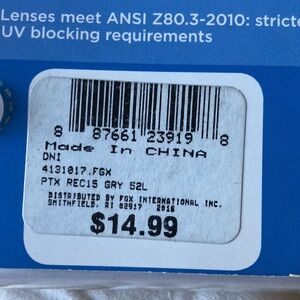 Lenses meet ANSI Z80.3-2010: stricte
UV blocking requirements
8 87661 23919 8
Made In CHINA
DNI
4131017.FGX
PTX REC15 GRY 52L
DISTRIBUTED BY FGX INTERNATIONAL INC.
SMITHFIELD, RI 02917 2016
$14.99